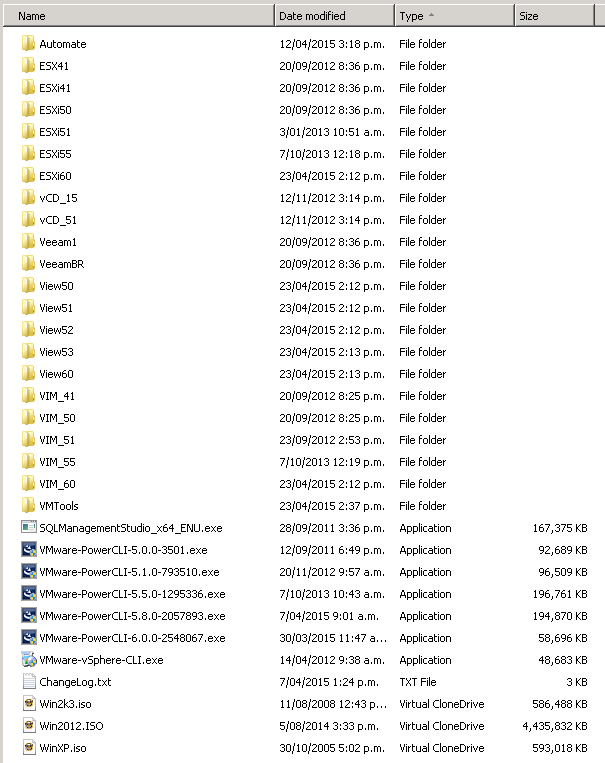 Name Date modified Type Size
Automate 12/04/2015 3:18 p.m. File folder
ESX41 20/09/2012 8:36 p.m. File folder
ESXi41 20/09/2012 8:36 p.m. File folder
ESXi50 20/09/2012 8:36 p.m. File folder
ESXi51 3/01/2013 10:51 a.m. File folder
ESXi55 7/10/2013 12:18 p.m. File folder
ESXi60 23/04/2015 2:12 p.m. File folder
vCD_15 12/11/2012 3:14 p.m. File folder
vCD_51 12/11/2012 3:14 p.m. File folder
Veeam1 20/09/2012 8:36 p.m. File folder
VeeamBR 20/09/2012 8:36 p.m. File folder
View50 23/04/2015 2:12 p.m. File folder
View51 23/04/2015 2:12 p.m. File folder
View52 23/04/2015 2:12 p.m. File folder
View53 23/04/2015 2:13 p.m. File folder
View60 23/04/2015 2:13 p.m. File folder
VIM_41 20/09/2012 8:25 p.m. File folder
VIM_50 20/09/2012 8:25 p.m. File folder
VIM_51 23/09/2012 2:53 p.m. File folder
VIM_55 7/10/2013 12:19 p.m. File folder
VIM_60 23/04/2015 2:12 p.m. File folder
VMTools 23/04/2015 2:37 p.m. File folder
SQLManagementStudio_x64_ENU.exe 28/09/2011 3:36 p.m. Application 167,375 KB
VMware-PowerCLI-5.0.0-3501.exe 12/09/2011 6:49 p.m. Application 92,689 KB
VMware-PowerCLI-5.1.0-793510.exe 20/11/2012 9:57 a.m. Application 96,509 KB
VMware-PowerCLI-5.5.0-1295336.exe 7/10/2013 10:43 a.m. Application 196,761 KB
VMware-PowerCLI-5.8.0-2057893.exe 7/04/2015 9:01 a.m. Application 194,870 KB
VMware-PowerCLI-6.0.0-2548067.exe 30/03/2015 11:47 a... Application 58,696 KB
VMware-vSphere-CLI.exe 14/04/2012 9:38 a.m. Application 48,683 KB
ChangeLog.txt 7/04/2015 1:24 p.m. TXT File 3 KB
Win2k3.iso 11/08/2008 12:43 p... Virtual CloneDrive 586,488 KB
Win2012.ISO 5/08/2014 3:33 p.m. Virtual CloneDrive 4,435,832 KB
WinXP.iso 30/10/2005 5:02 p.m. Virtual CloneDrive 593,018 KB